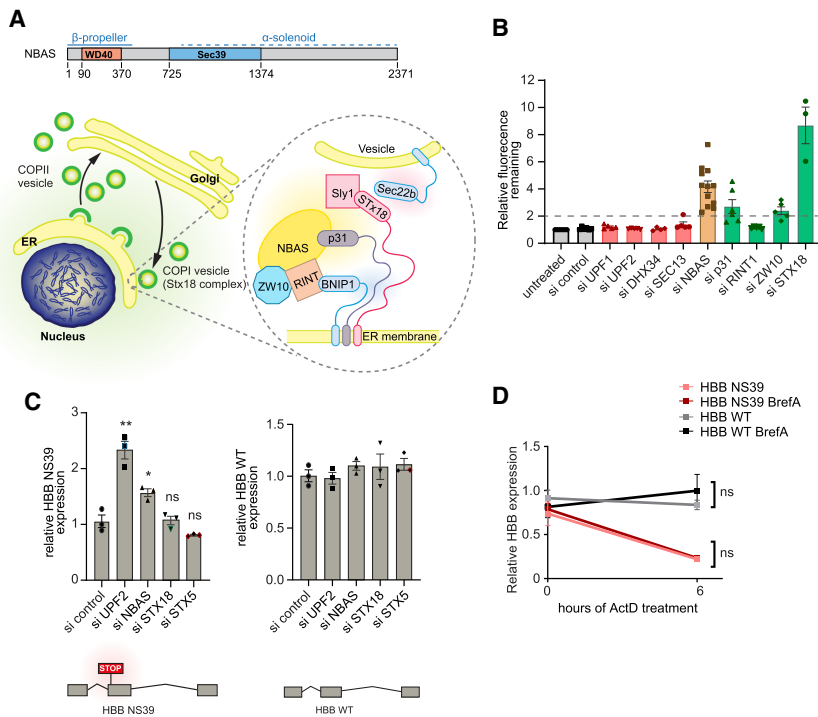 A
β-propeller
α-solenoid
NBAS
WD40
Sec39
1 90 370 725 1374 2371
COPII
vesicle
Golgi
ER
COPI vesicle
(Stx18 complex)
Nucleus
Vesicle
Sly1
STx18
Sec22b
p31
NBAS
ZW10
RINT
BNIP1
ER membrane
B
Relative fluorescence
remaining
12
10
8
6
4
2
0
untreated
si control
si UPF1
si UPF2
si DHX34
si SEC13
si NBAS
si p31
si RINT1
si ZW10
si STX18
C
relative HBB NS39
expression
3
2
1
0
**
*
ns
ns
si control
si UPF2
si NBAS
si STX18
si STX5
STOP
HBB NS39
relative HBB WT
expression
1.5
1.0
0.5
0.0
si control
si UPF2
si NBAS
si STX18
si STX5
HBB WT
D
HBB NS39
HBB NS39 BrefA
HBB WT
HBB WT BrefA
Relative HBB expression
1.5
1.0
0.5
0.0
ns
ns
0 6
hours of ActD treatment